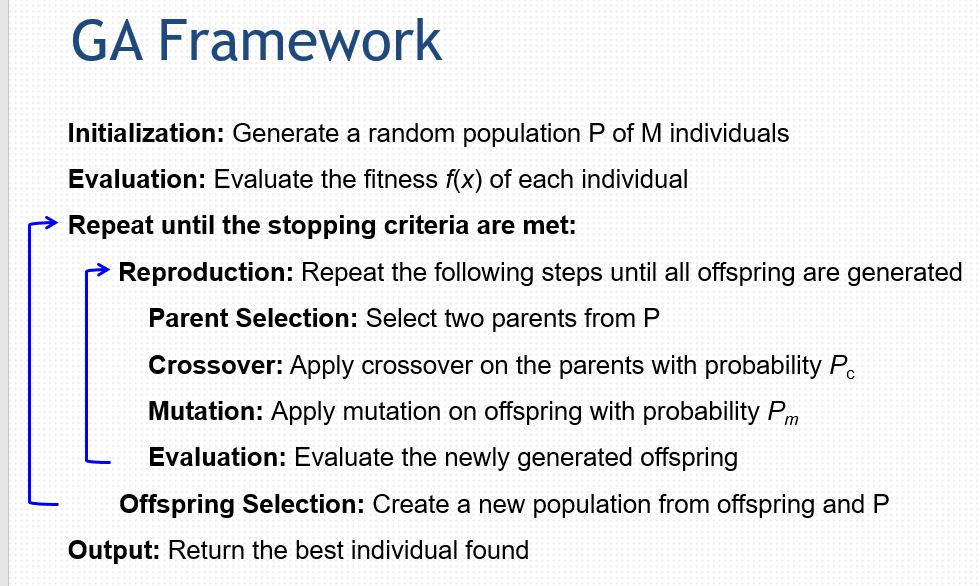 GA Framework
Initialization: Generate a random population P of M individuals
Evaluation: Evaluate the fitness f(x) of each individual
Repeat until the stopping criteria are met:
Reproduction: Repeat the following steps until all offspring are generated
Parent Selection: Select two parents from P
Crossover: Apply crossover on the parents with probability Pc
Mutation: Apply mutation on offspring with probability Pm
Evaluation: Evaluate the newly generated offspring
Offspring Selection: Create a new population from offspring and P
Output: Return the best individual found